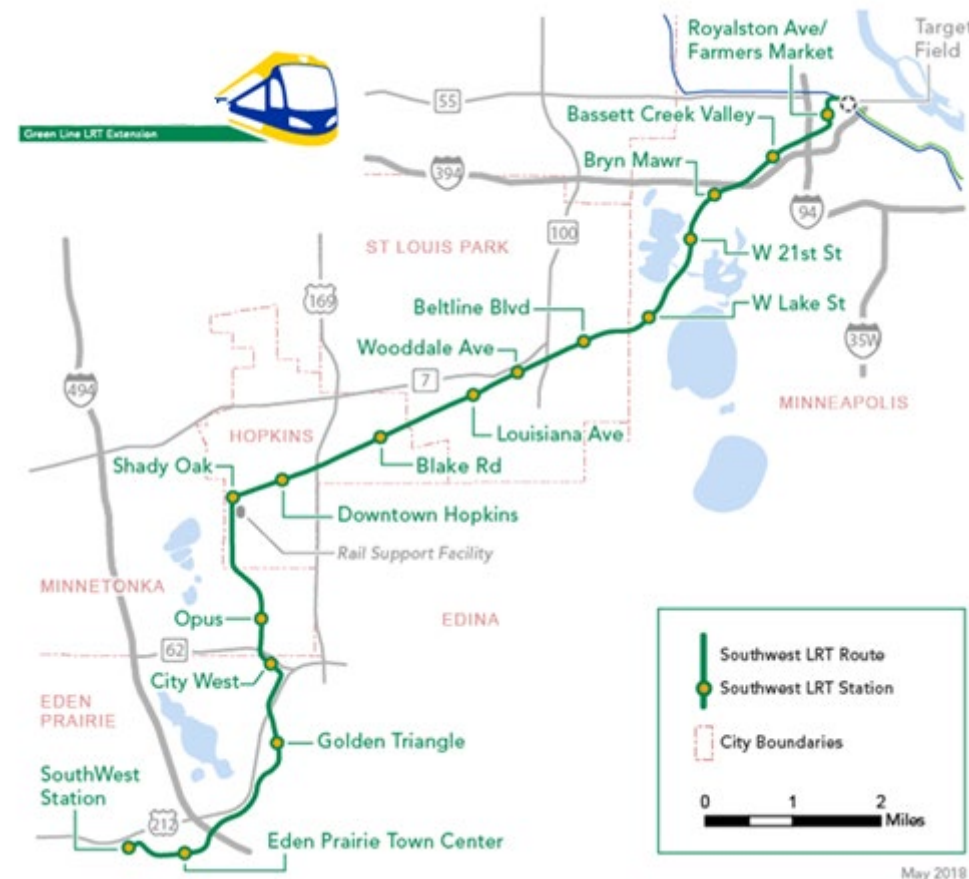 Royalston Ave/
Farmers Market
Target
Field
55
Bassett Creek Valley
Green Line LRT Extension
Bryn Mawr
394
94
100
ST LOUIS PARK
W 21st St
169
Beltline Blvd
W Lake St
Wooddale Ave
35W
494
7
MINNEAPOLIS
HOPKINS
Louisiana Ave
Shady Oak
Blake Rd
Downtown Hopkins
Rail Support Facility
MINNETONKA
Opus
EDINA
62
City West
EDEN
PRAIRIE
Golden Triangle
SouthWest
Station
212
Eden Prairie Town Center
Southwest LRT Route
Southwest LRT Station
City Boundaries
0 1 2
Miles
May 2018